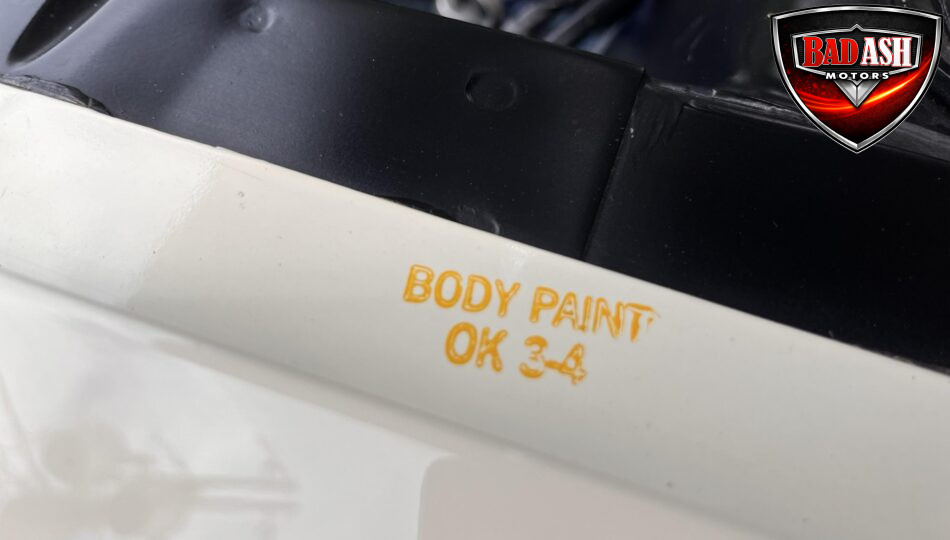 BAD ASH
MOTORS
BODY PAINT
OK 3-4